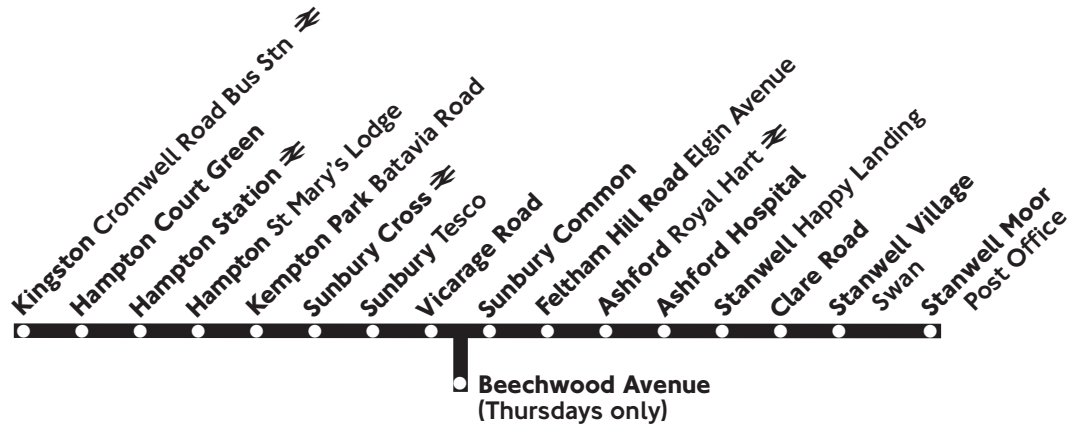 Kingston Cromwell Road Bus Stn
Hampton Court Green
Hampton Station
Hampton St Mary's Lodge
Kempton Park Batavia Road
Sunbury Cross
Sunbury Tesco
Vicarage Road
Sunbury Common
Feltham Hill Road Elgin Avenue
Ashford Royal Hart
Ashford Hospital
Stanwell Happy Landing
Clare Road
Stanwell Village
Swan
Stanwell Moor
Post Office
Beechwood Avenue
(Thursdays only)